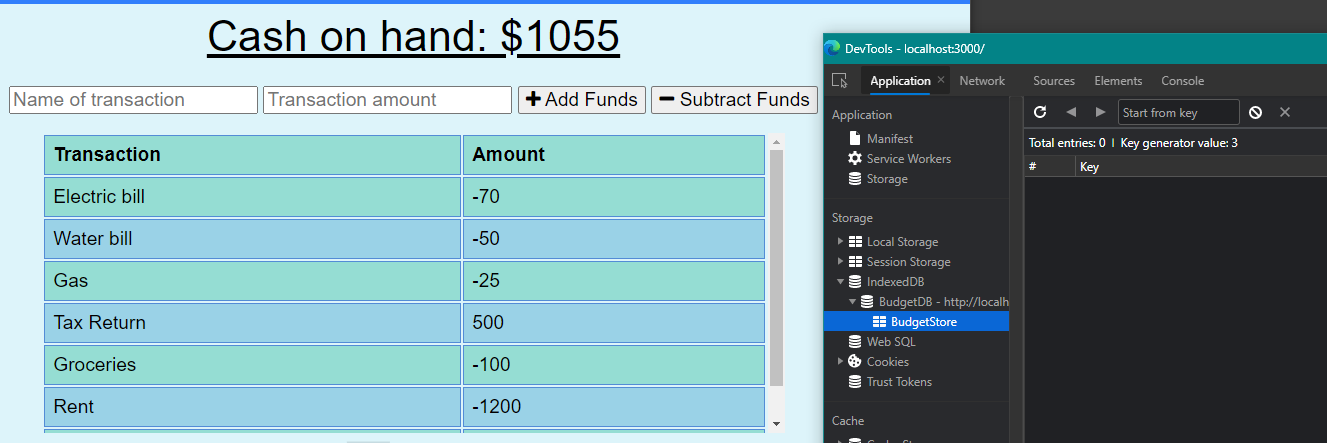 Cash on hand: $1055
Name of transaction Transaction amount + Add Funds − Subtract Funds
Transaction Amount
Electric bill -70
Water bill -50
Gas -25
Tax Return 500
Groceries -100
Rent -1200
DevTools - localhost:3000/
Application × Network Sources Elements Console
Application
Manifest
Service Workers
Storage
Storage
Local Storage
Session Storage
IndexedDB
BudgetDB - http://localh
BudgetStore
Web SQL
Cookies
Trust Tokens
Cache
Start from key
Total entries: 0 Key generator value: 3
# Key